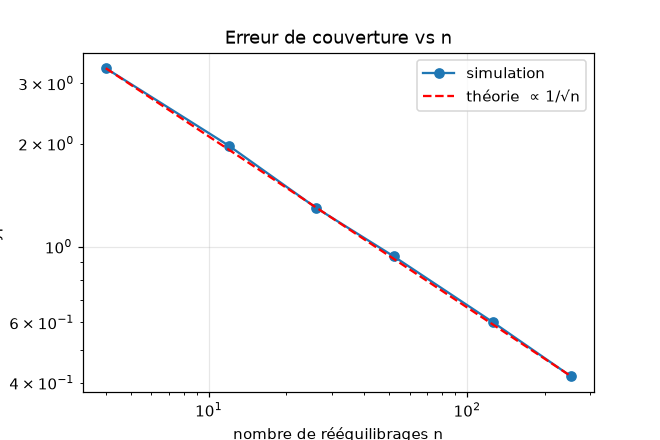 Erreur de couverture vs n
simulation
théorie ∝ 1/√n
3 × 10⁰
2 × 10⁰
10⁰
6 × 10⁻¹
4 × 10⁻¹
10¹
10²
nombre de rééquilibrages n